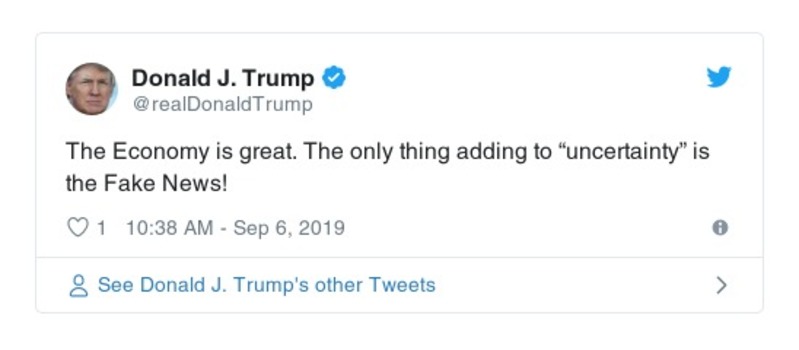 Donald J. Trump
@realDonaldTrump
The Economy is great. The only thing adding to “uncertainty” is
the Fake News!
1 10:38 AM - Sep 6, 2019
See Donald J. Trump's other Tweets